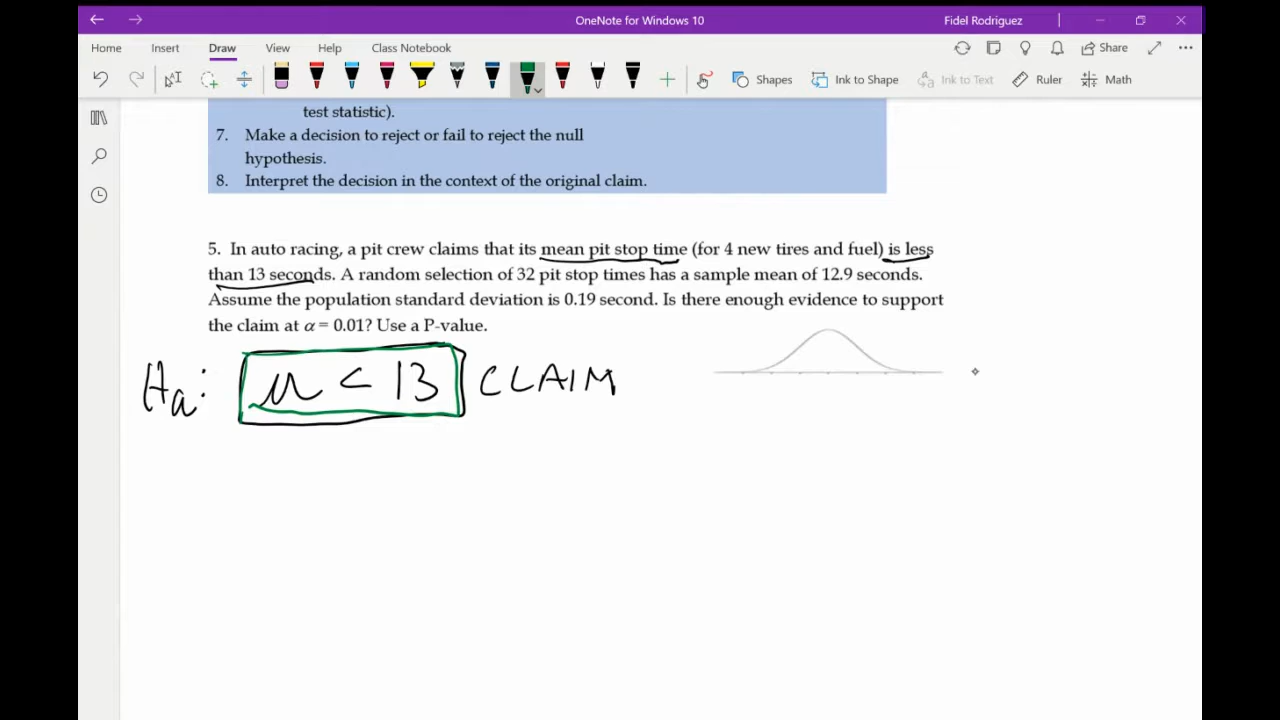 OneNote for Windows 10
Fidel Rodriguez
Home Insert Draw View Help Class Notebook Share
Shapes Ink to Shape Ink to Text Ruler Math
test statistic).
7. Make a decision to reject or fail to reject the null
hypothesis.
8. Interpret the decision in the context of the original claim.
5. In auto racing, a pit crew claims that its mean pit stop time (for 4 new tires and fuel) is less
than 13 seconds. A random selection of 32 pit stop times has a sample mean of 12.9 seconds.
Assume the population standard deviation is 0.19 second. Is there enough evidence to support
the claim at α = 0.01? Use a P-value.
Ha: μ < 13 CLAIM